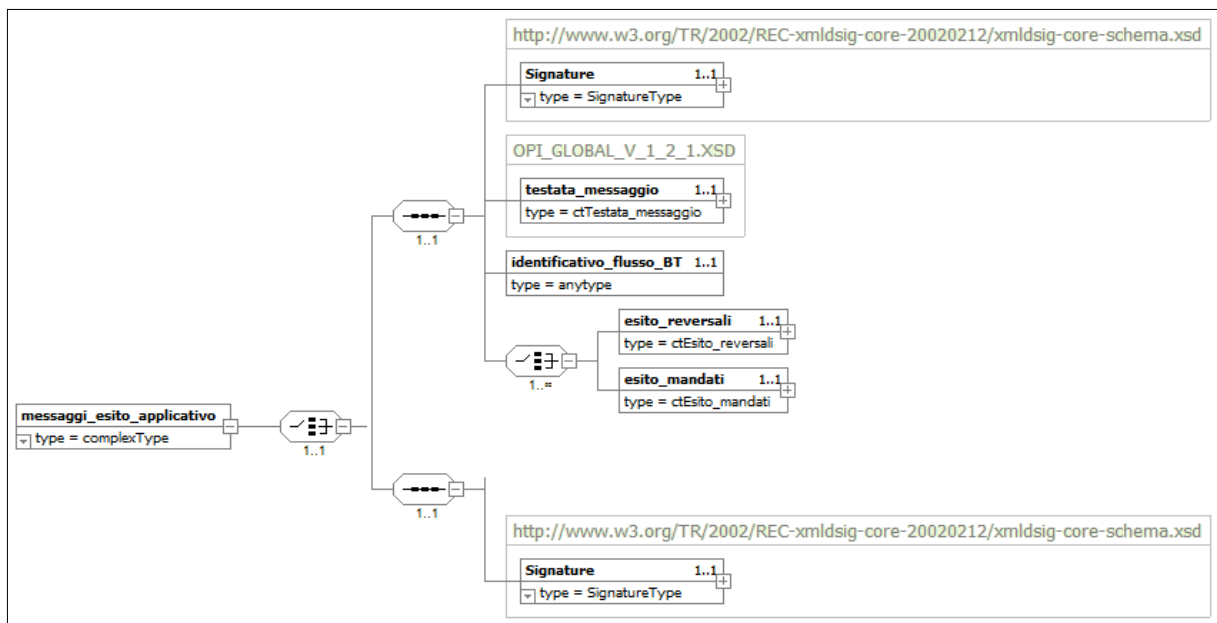 http://www.w3.org/TR/2002/REC-xmldsig-core-20020212/xmldsig-core-schema.xsd
Signature 1..1
type = SignatureType
OPI_GLOBAL_V_1_2_1.XSD
testata_messaggio 1..1
type = ctTestata_messaggio
1..1
identificativo_flusso_BT 1..1
type = anytype
esito_reversali 1..1
type = ctEsito_reversali
1..¤
esito_mandati 1..1
type = ctEsito_mandati
messaggi_esito_applicativo
type = complexType
1..1
1..1
http://www.w3.org/TR/2002/REC-xmldsig-core-20020212/xmldsig-core-schema.xsd
Signature 1..1
type = SignatureType